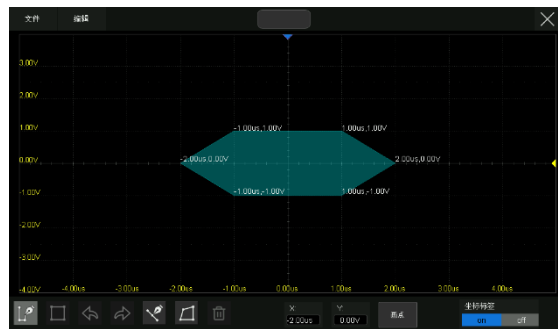 文件 编辑
3.00V
2.00V
1.00V
-1.00us,1.00V 1.00us,1.00V
0.00V
-2.00us,0.00V 2.00us,0.00V
-1.00V
-1.00us,-1.00V 1.00us,-1.00V
-2.00V
-3.00V
-4.00V -4.00us -3.00us -2.00us -1.00us 0.00us 1.00us 2.00us 3.00us 4.00us
X Y 坐标标签
-2.00us 0.00V 原点 on off